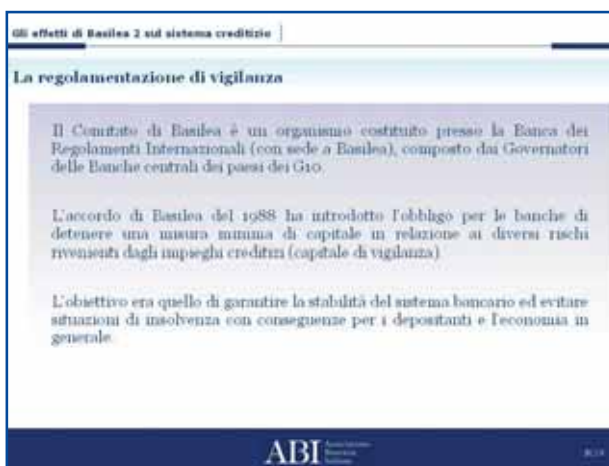 Gli effetti di Basilea 2 sul sistema creditizio
La regolamentazione di vigilanza
Il Comitato di Basilea è un organismo costituito presso la Banca dei
Regolamenti Internazionali (con sede a Basilea), composto dai Governatori
delle Banche centrali dei paesi dei G10.
L'accordo di Basilea del 1988 ha introdotto l'obbligo per le banche di
detenere una misura minima di capitale in relazione ai diversi rischi
rivenienti dagli impieghi creditizi (capitale di vigilanza)
L'obiettivo era quello di garantire la stabilità del sistema bancario ed evitare
situazioni di insolvenza con conseguenze per i depositanti e l'economia in
generale.
ABI Associazione
Bancaria
Italiana